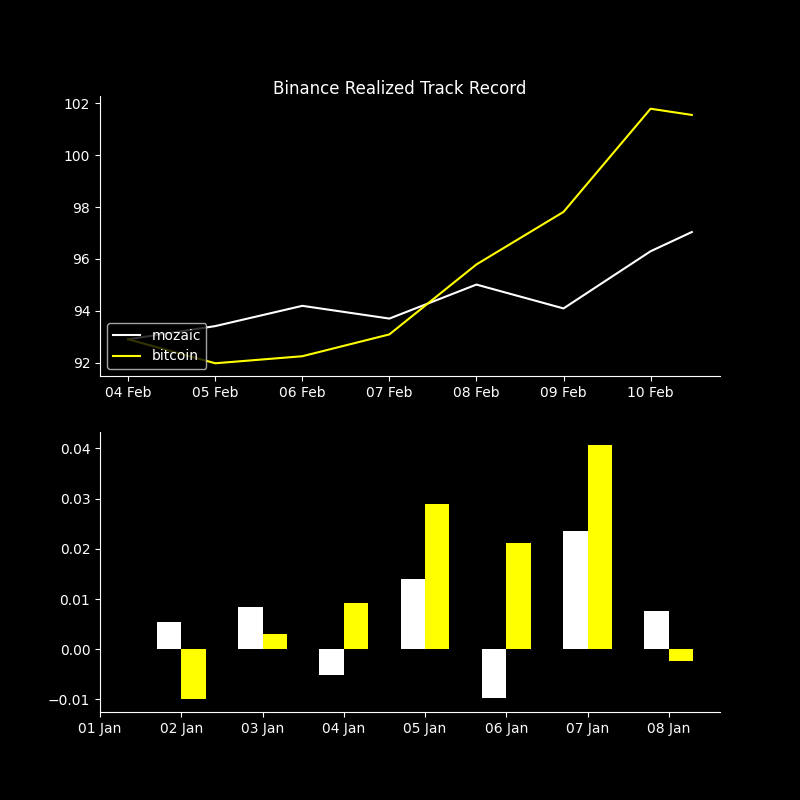 Binance Realized Track Record
102
100
98
96
94
92
mozaic
bitcoin
04 Feb 05 Feb 06 Feb 07 Feb 08 Feb 09 Feb 10 Feb
0.04
0.03
0.02
0.01
0.00
−0.01
01 Jan 02 Jan 03 Jan 04 Jan 05 Jan 06 Jan 07 Jan 08 Jan